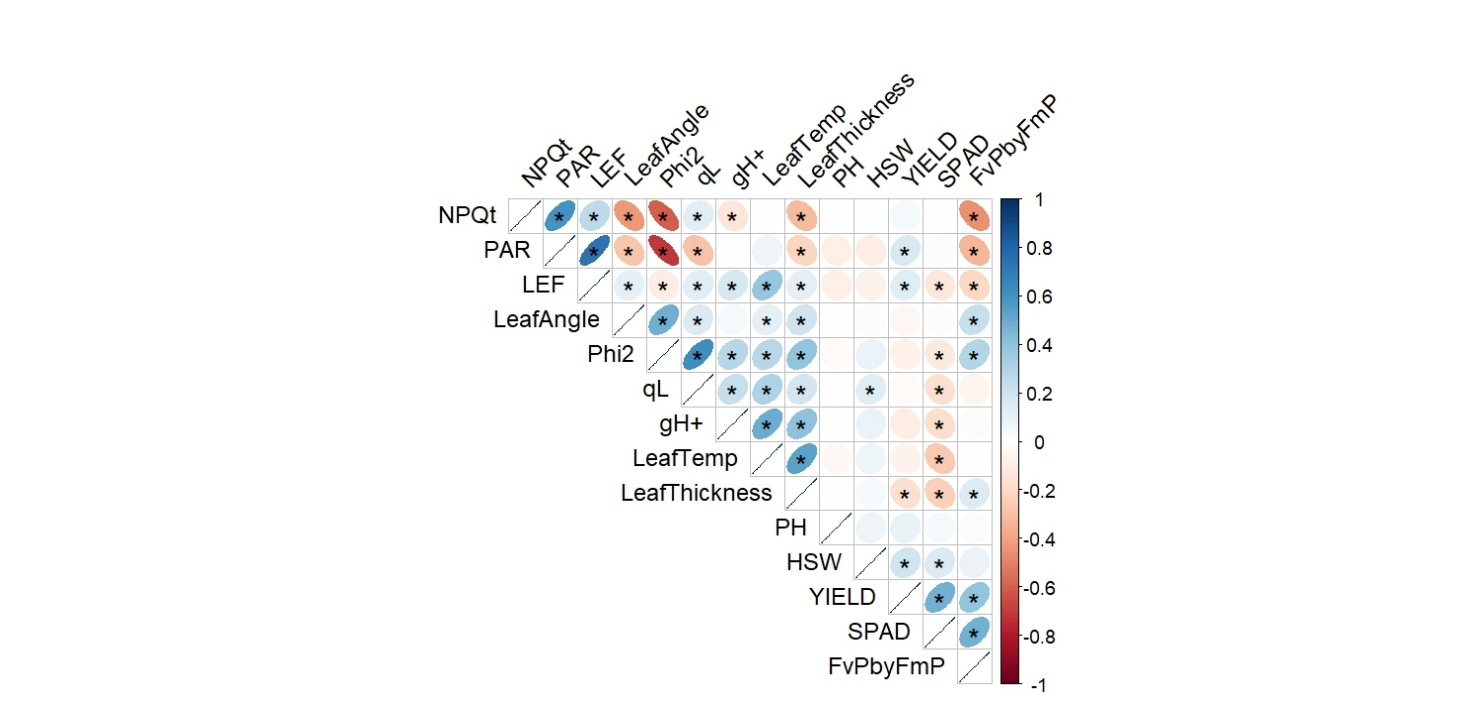 NPQt
PAR
LEF
LeafAngle
Phi2
qL
gH+
LeafTemp
LeafThickness
PH
HSW
YIELD
SPAD
FvPbyFmP
NPQt * * * * * * * *
PAR * * * * * * *
LEF * * * * * * * * * *
LeafAngle * * * * *
Phi2 * * * * * *
qL * * * * *
gH+ * * *
LeafTemp * *
LeafThickness * * *
PH
HSW * *
YIELD * *
SPAD *
FvPbyFmP
1
0.8
0.6
0.4
0.2
0
-0.2
-0.4
-0.6
-0.8
-1